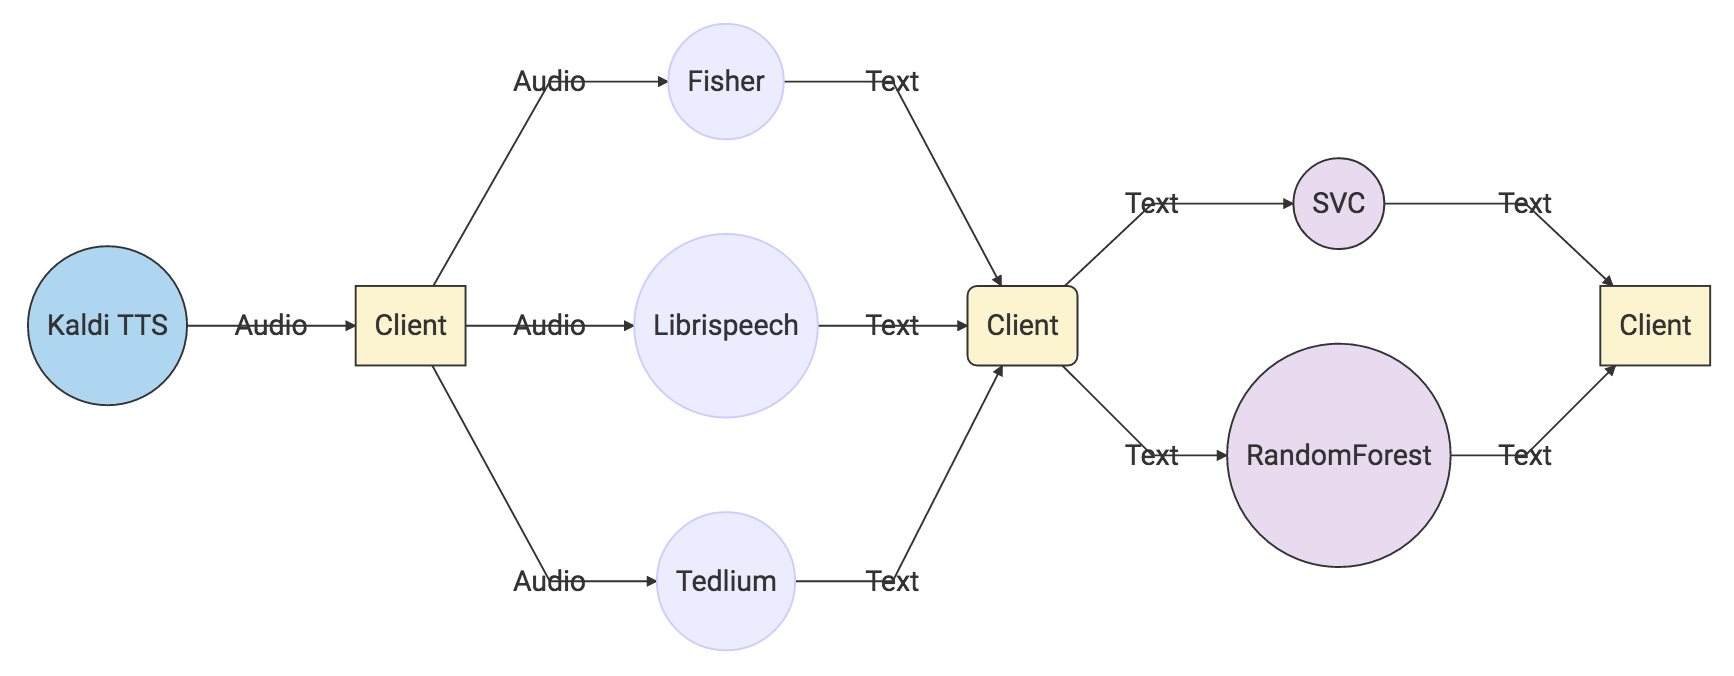 Kaldi TTS
Audio
Client
Audio
Audio
Audio
Fisher
Librispeech
Tedlium
Text
Text
Text
Client
Text
Text
SVC
RandomForest
Text
Text
Client